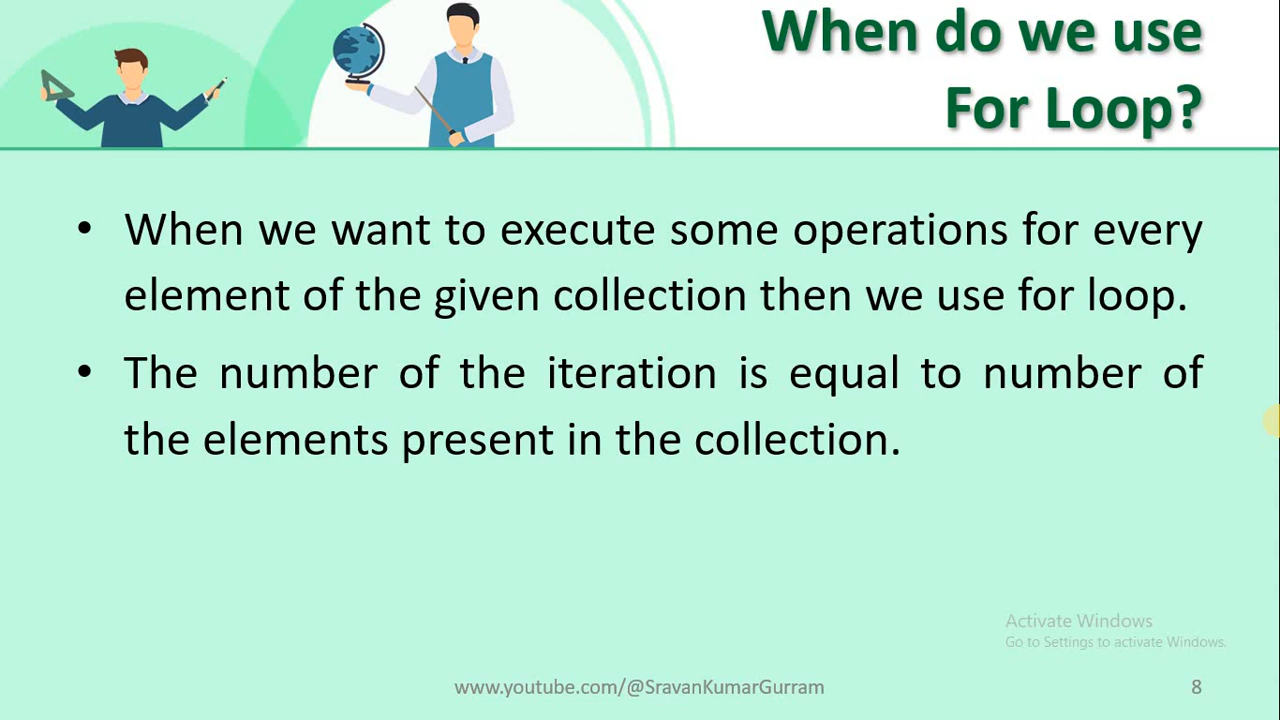 When do we use
For Loop?
• When we want to execute some operations for every
element of the given collection then we use for loop.
• The number of the iteration is equal to number of
the elements present in the collection.
Activate Windows
Go to Settings to activate Windows.
www.youtube.com/@SravanKumarGurram
8